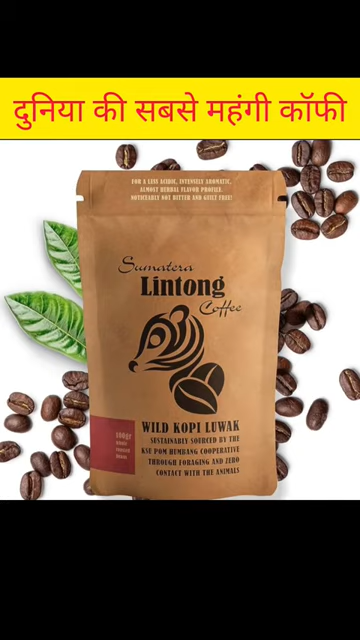 दुनिया की सबसे महंगी कॉफी
FOR A LESS ACIDIC, INTENSELY AROMATIC,
ALMOST HERBAL FLAVOR PROFILE.
NOTICEABLY NOT BITTER AND GUILT FREE!
Sumatera
Lintong
Coffee
WILD KOPI LUWAK
SUSTAINABLY SOURCED BY THE
KSU POM HUMBANG COOPERATIVE
THROUGH FORAGING AND ZERO
CONTACT WITH THE ANIMALS
100gr